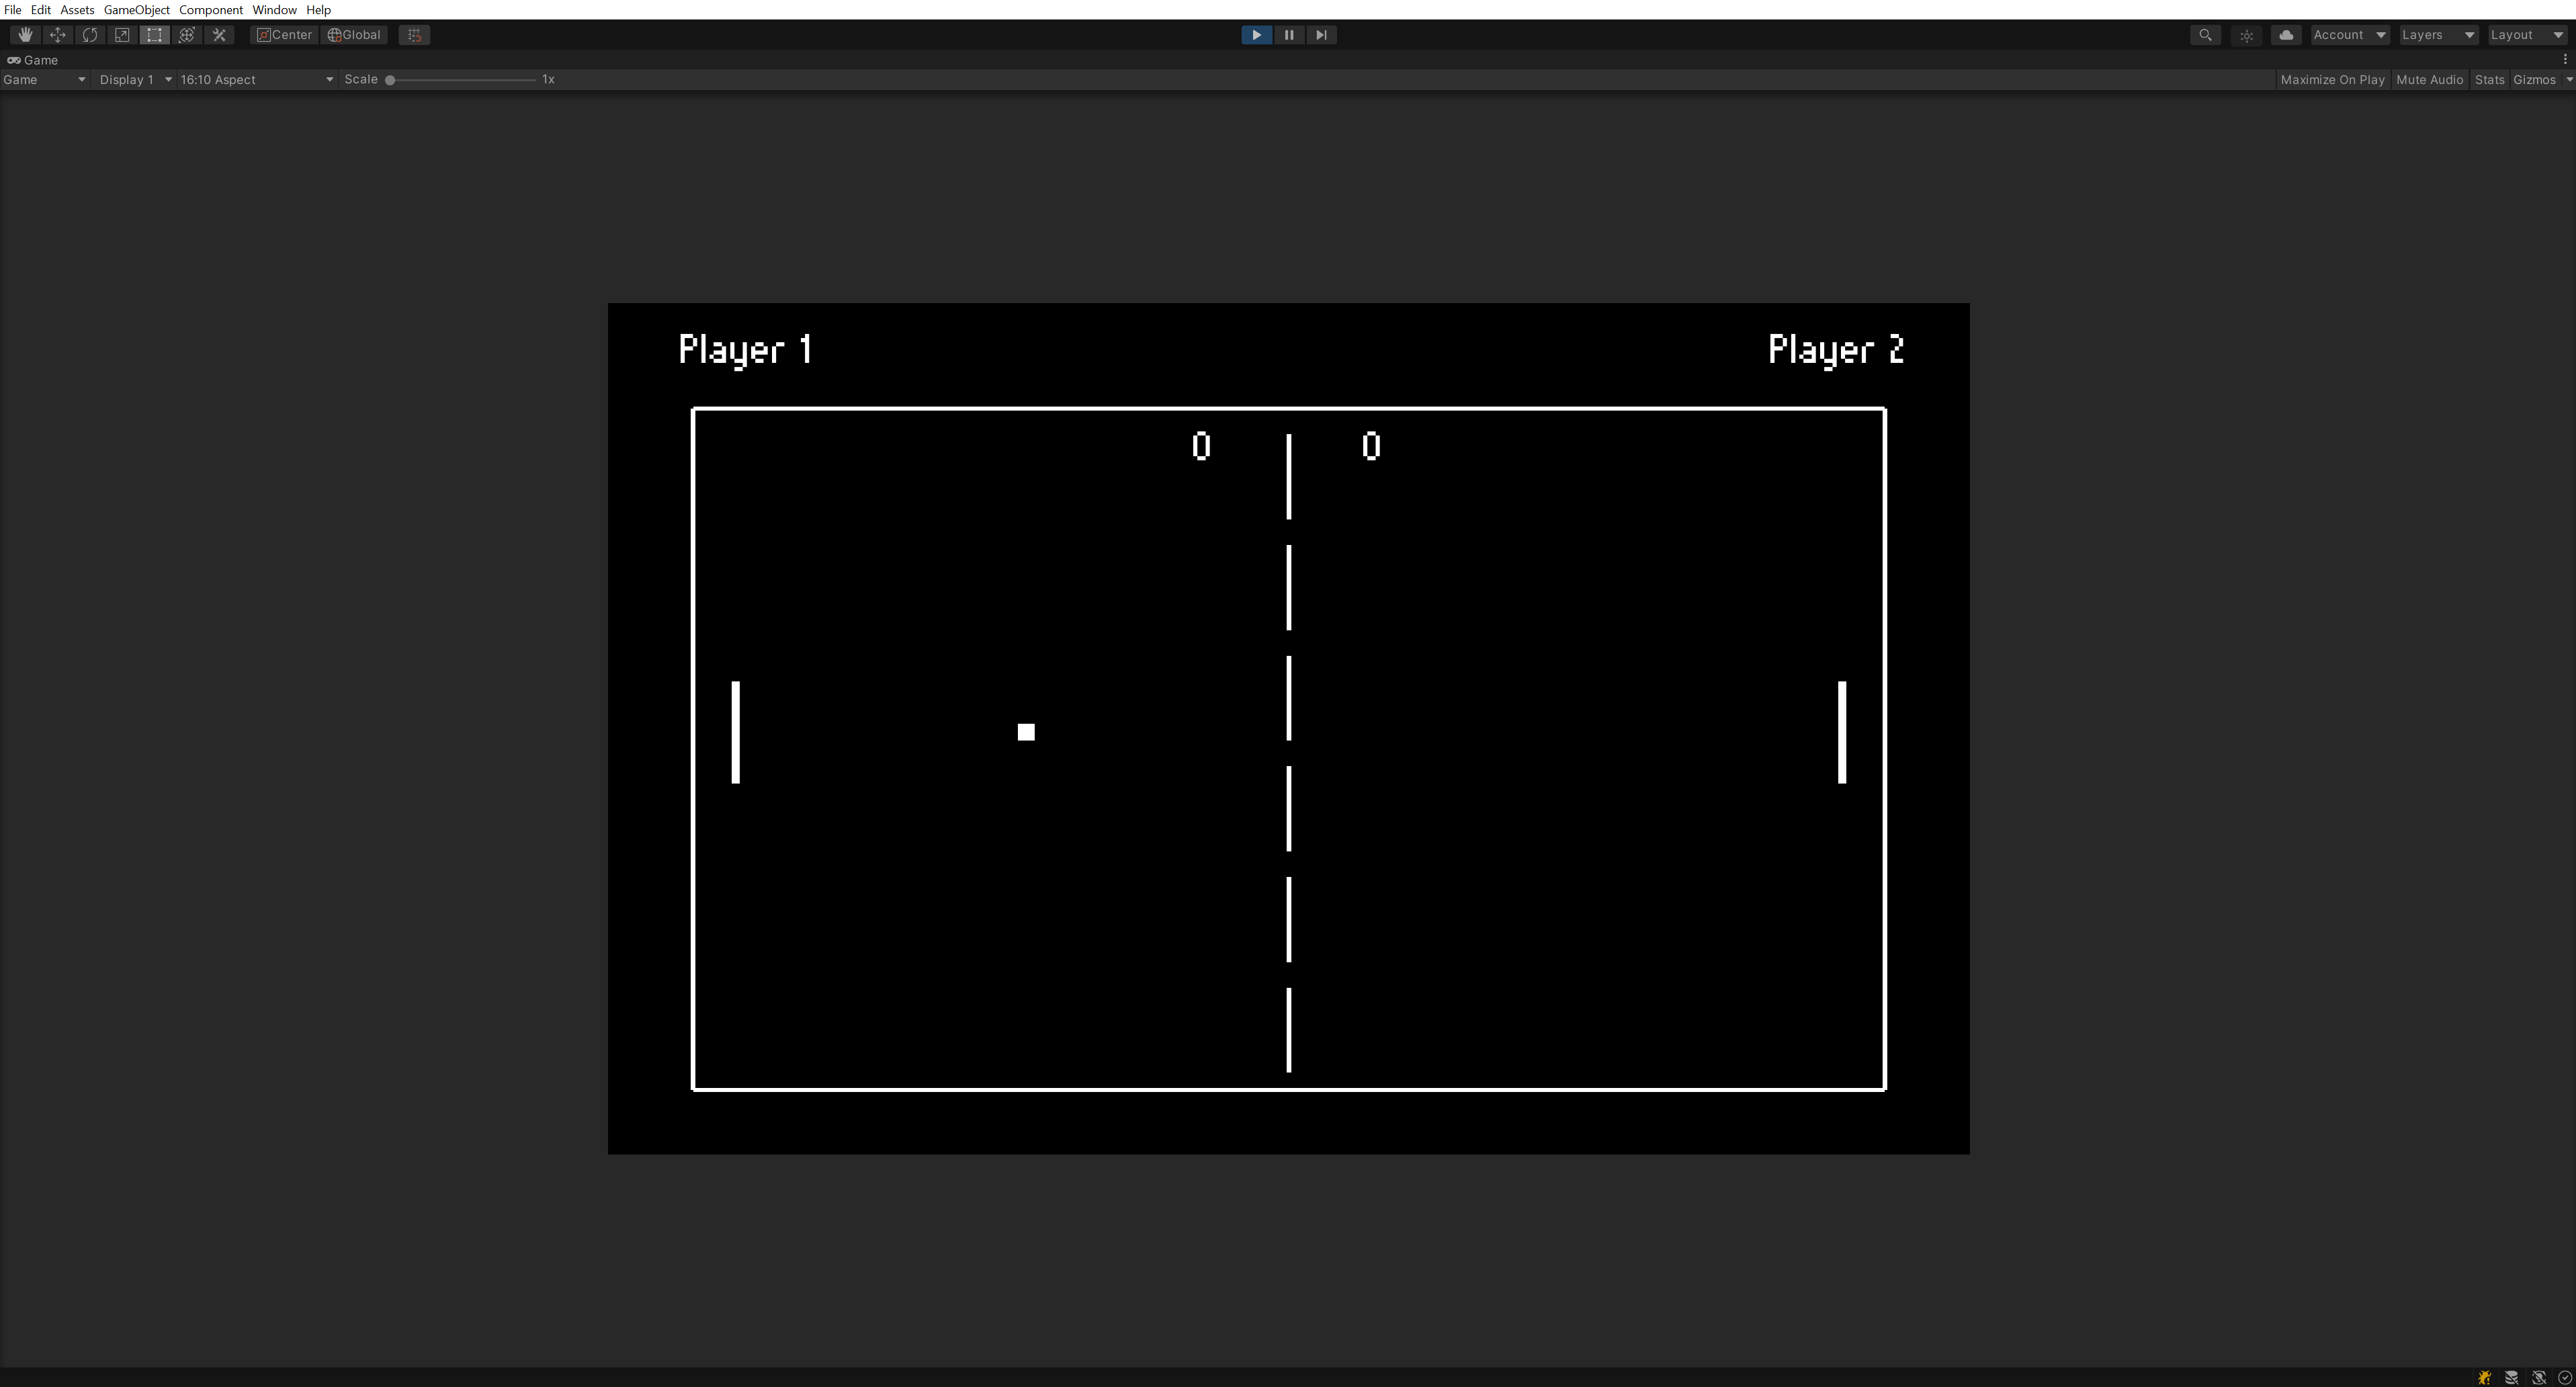 File Edit Assets GameObject Component Window Help
Center Global Account Layers Layout
Game
Game Display 1 16:10 Aspect Scale 1x Maximize On Play Mute Audio Stats Gizmos
Player 1 Player 2
0 0